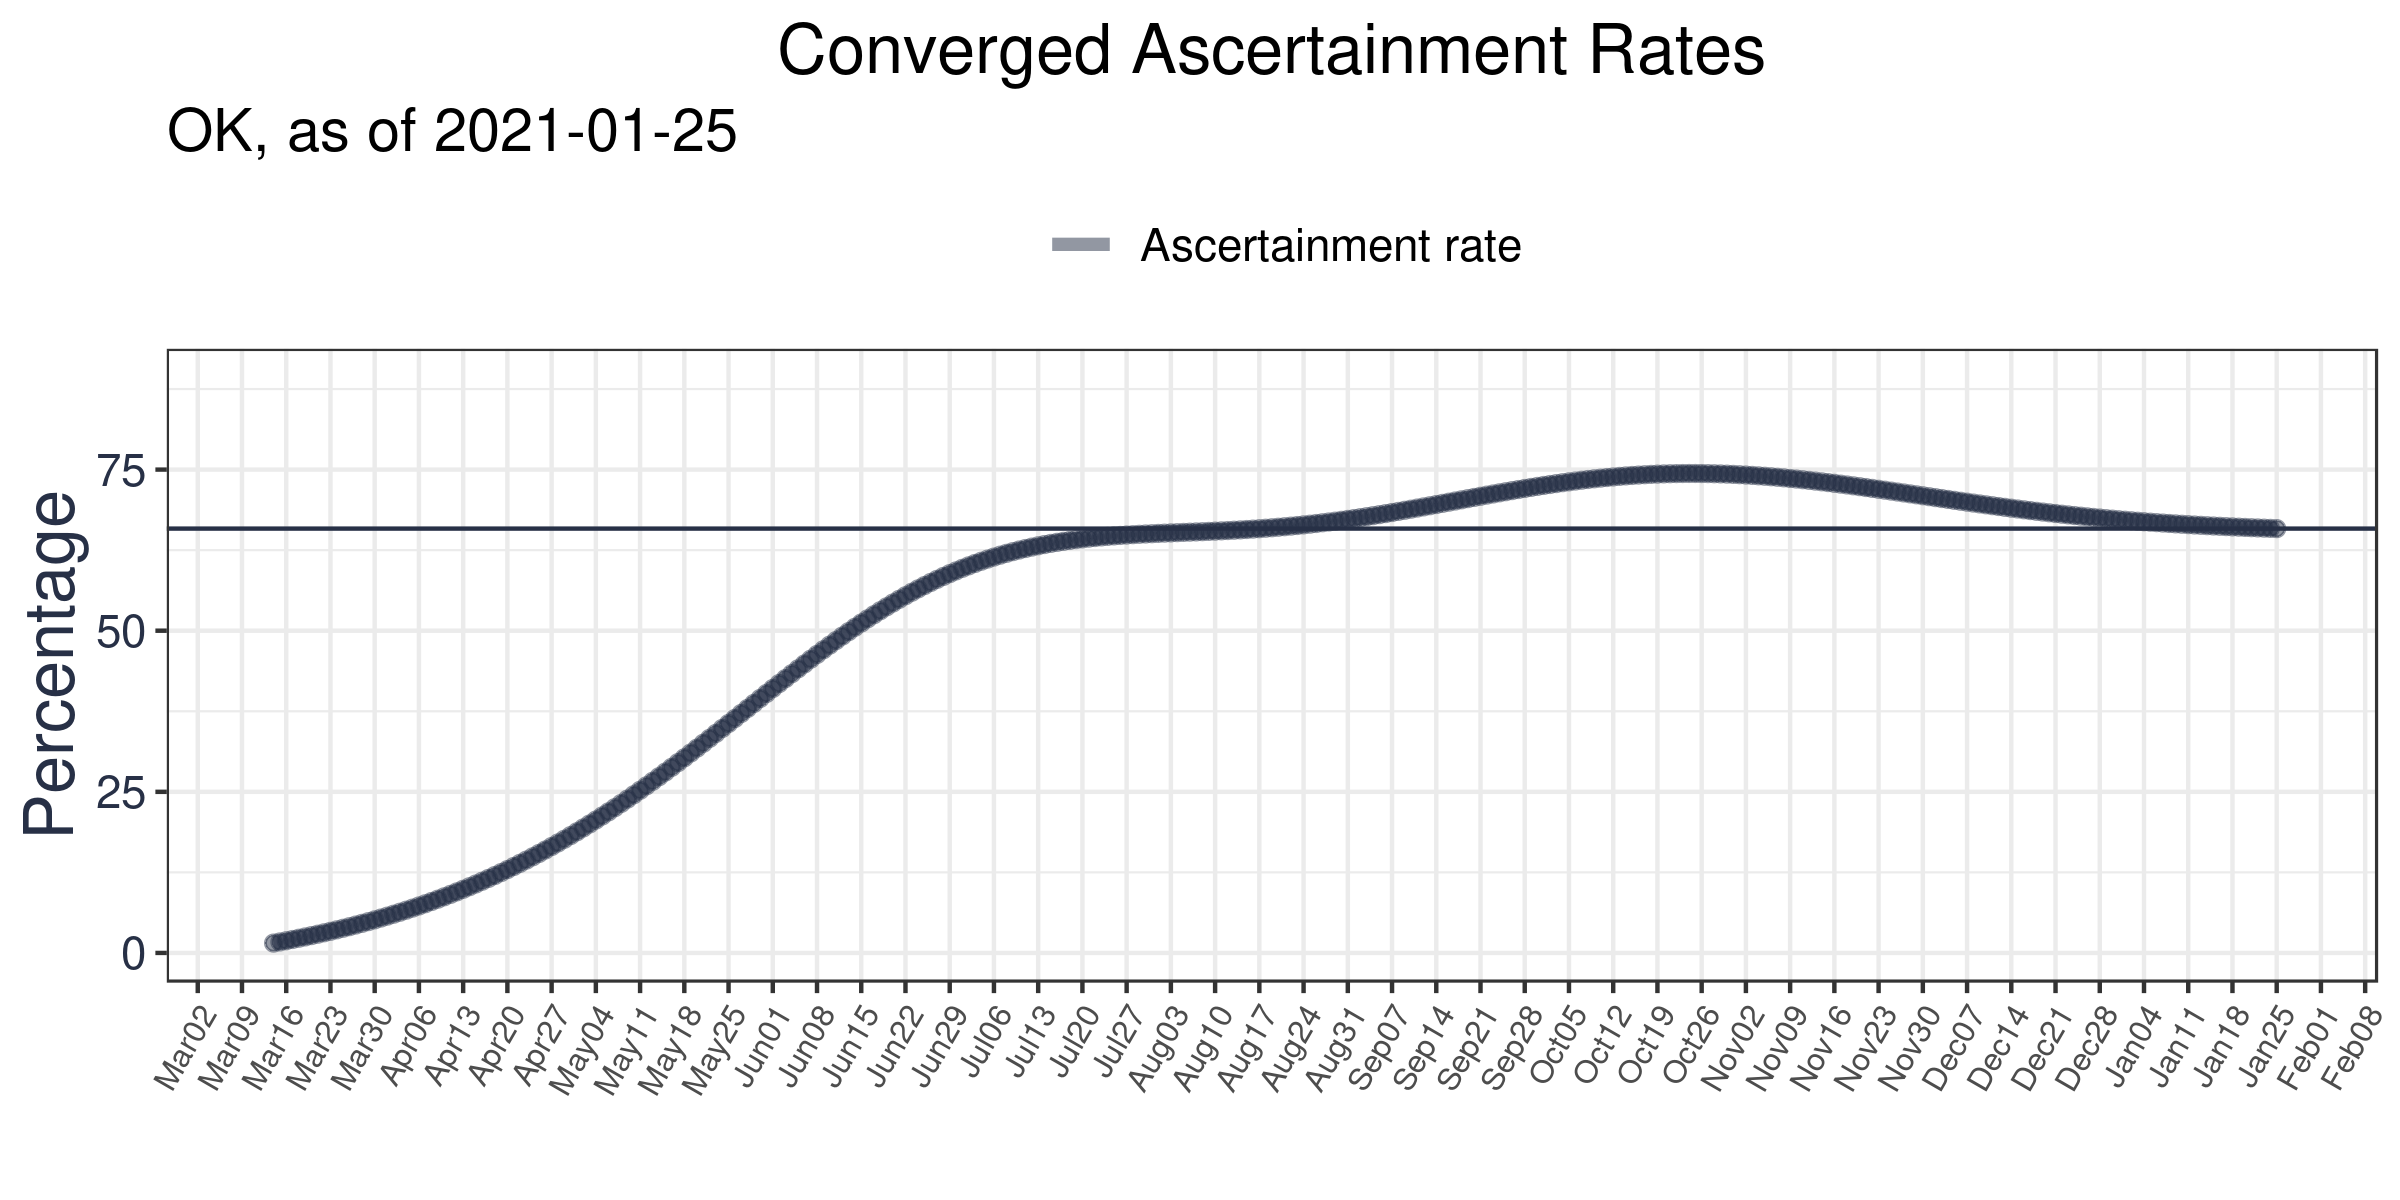 Converged Ascertainment Rates
OK, as of 2021-01-25
Ascertainment rate
Percentage
75
50
25
0
Mar02 Mar09 Mar16 Mar23 Mar30 Apr06 Apr13 Apr20 Apr27 May04 May11 May18 May25 Jun01 Jun08 Jun15 Jun22 Jun29 Jul06 Jul13 Jul20 Jul27 Aug03 Aug10 Aug17 Aug24 Aug31 Sep07 Sep14 Sep21 Sep28 Oct05 Oct12 Oct19 Oct26 Nov02 Nov09 Nov16 Nov23 Nov30 Dec07 Dec14 Dec21 Dec28 Jan04 Jan11 Jan18 Jan25 Feb01 Feb08